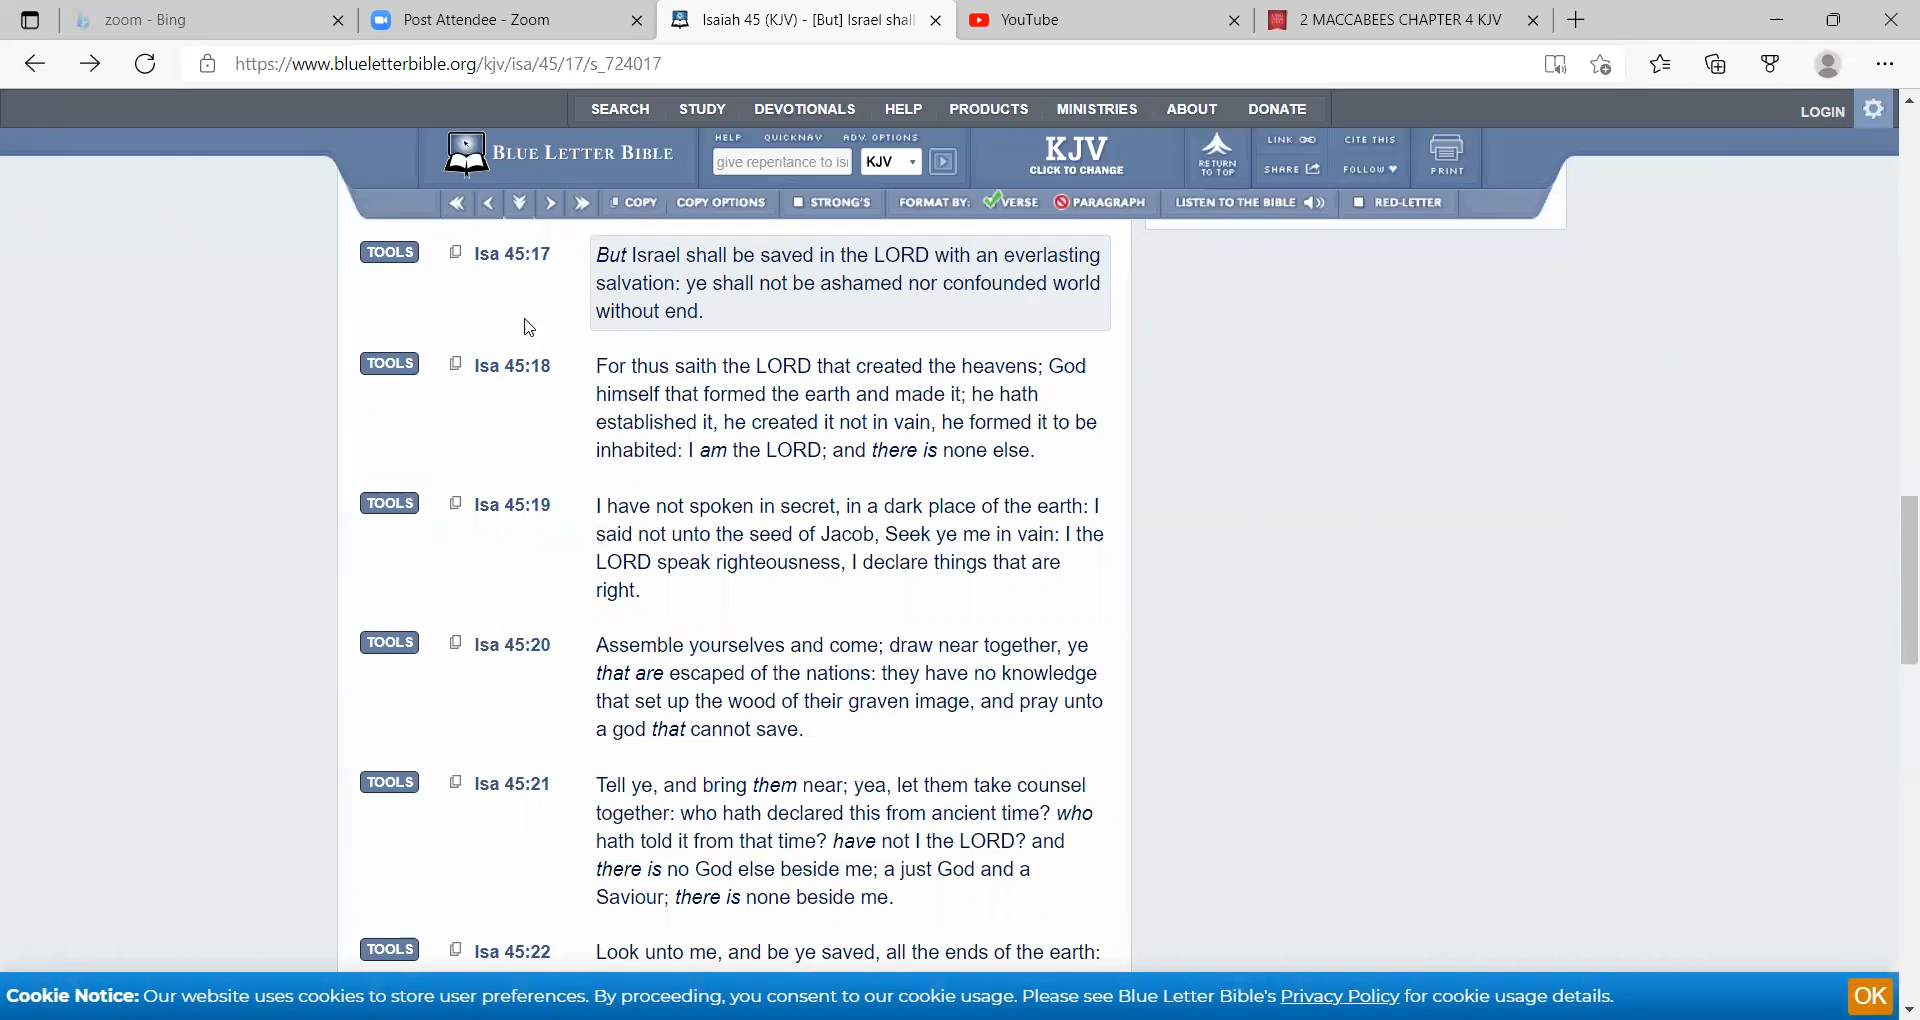 zoom - Bing
Post Attendee - Zoom
Isaiah 45 (KJV) - [But] Israel shal
YouTube
2 MACCABEES CHAPTER 4 KJV
https://www.blueletterbible.org/kjv/isa/45/17/s_724017
SEARCH STUDY DEVOTIONALS HELP PRODUCTS MINISTRIES ABOUT DONATE
LOGIN
HELP QUICKNAV ADV. OPTIONS
BLUE LETTER BIBLE
give repentance to isi
KJV
KJV
CLICK TO CHANGE
RETURN
TO TOP
LINK CITE THIS
SHARE FOLLOW
PRINT
COPY COPY OPTIONS STRONG'S FORMAT BY: VERSE PARAGRAPH LISTEN TO THE BIBLE RED-LETTER
TOOLS Isa 45:17 But Israel shall be saved in the LORD with an everlasting
salvation: ye shall not be ashamed nor confounded world
without end.
TOOLS Isa 45:18 For thus saith the LORD that created the heavens; God
himself that formed the earth and made it; he hath
established it, he created it not in vain, he formed it to be
inhabited: I am the LORD; and there is none else.
TOOLS Isa 45:19 I have not spoken in secret, in a dark place of the earth: I
said not unto the seed of Jacob, Seek ye me in vain: I the
LORD speak righteousness, I declare things that are
right.
TOOLS Isa 45:20 Assemble yourselves and come; draw near together, ye
that are escaped of the nations: they have no knowledge
that set up the wood of their graven image, and pray unto
a god that cannot save.
TOOLS Isa 45:21 Tell ye, and bring them near; yea, let them take counsel
together: who hath declared this from ancient time? who
hath told it from that time? have not I the LORD? and
there is no God else beside me; a just God and a
Saviour; there is none beside me.
TOOLS Isa 45:22 Look unto me, and be ye saved, all the ends of the earth:
Cookie Notice: Our website uses cookies to store user preferences. By proceeding, you consent to our cookie usage. Please see Blue Letter Bible's Privacy Policy for cookie usage details.
OK